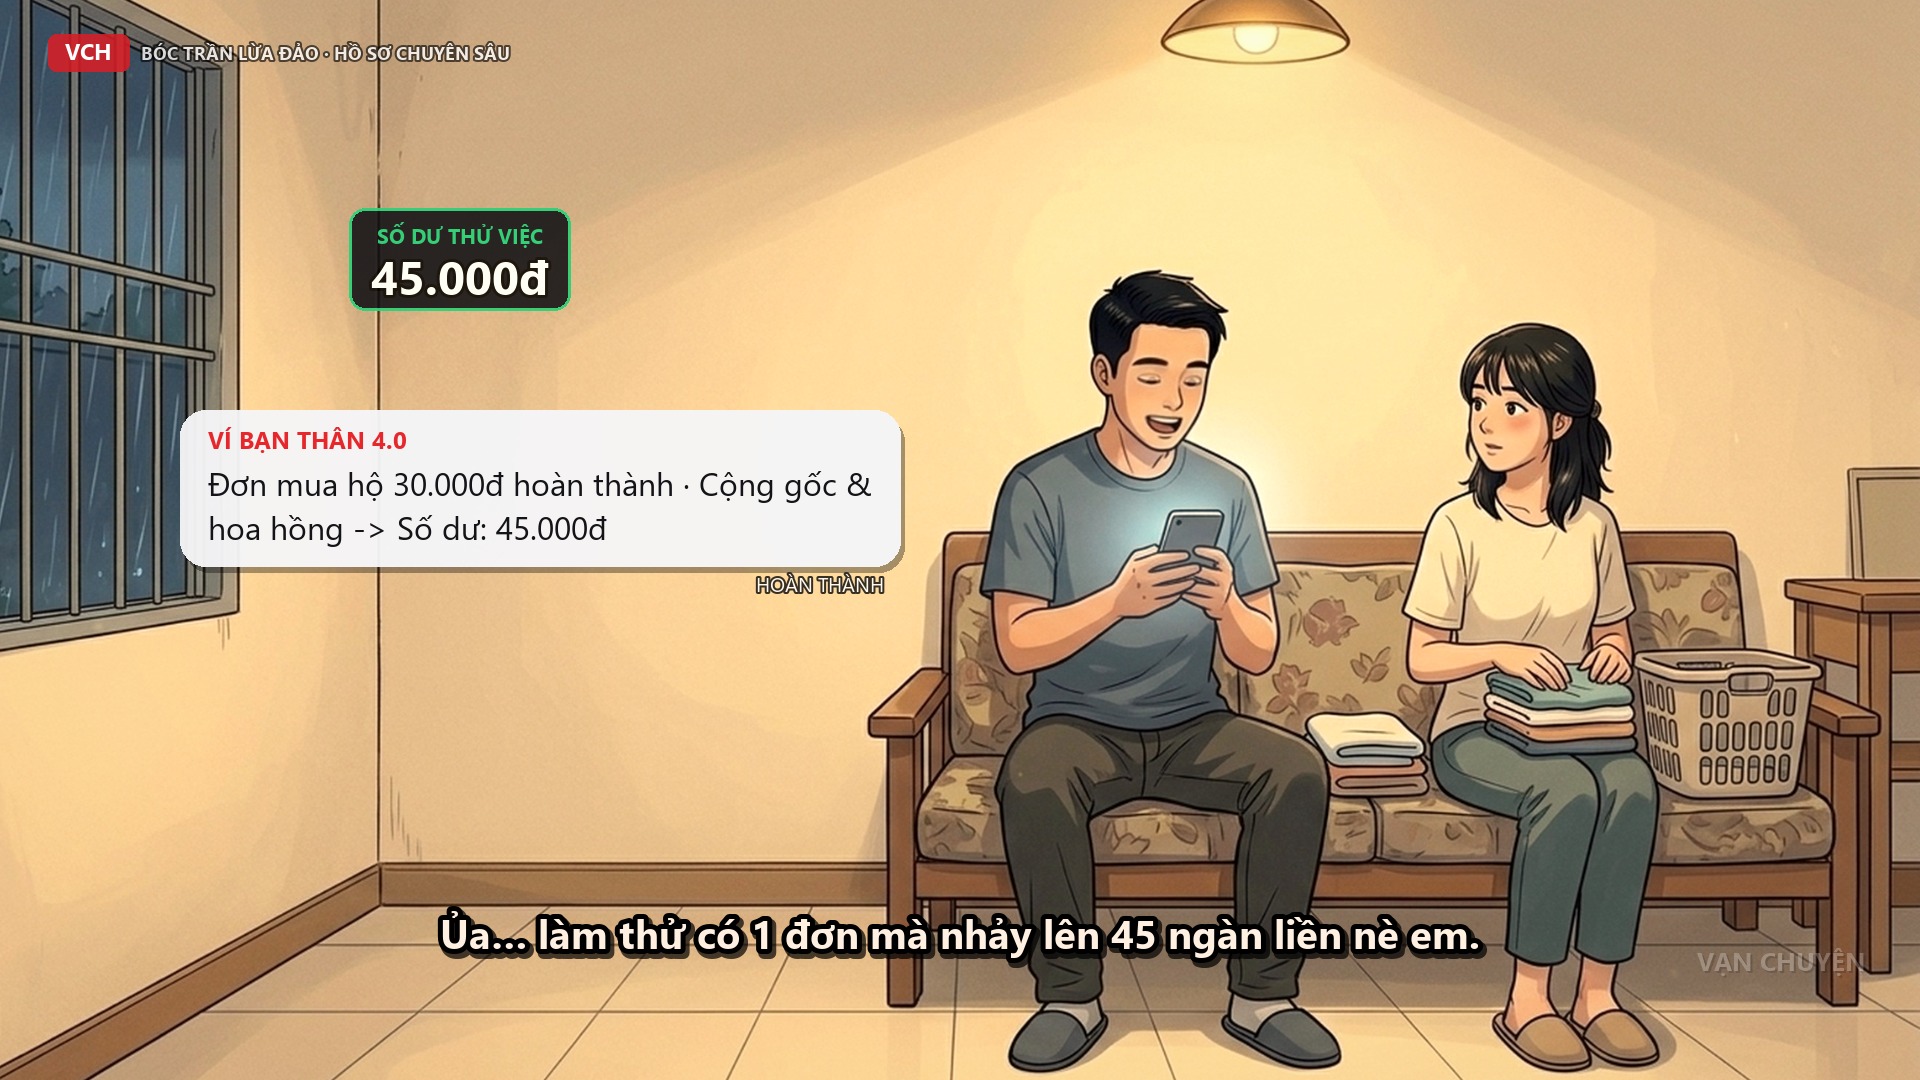 VCH BÓC TRẦN LỪA ĐẢO · HỒ SƠ CHUYÊN SÂU
SỐ DƯ THỬ VIỆC
45.000đ
VÍ BẠN THÂN 4.0
Đơn mua hộ 30.000đ hoàn thành · Cộng gốc &
hoa hồng -> Số dư: 45.000đ
HOÀN THÀNH
Ủa... làm thử có 1 đơn mà nhảy lên 45 ngàn liền nè em.
VẠN CHUYỆN